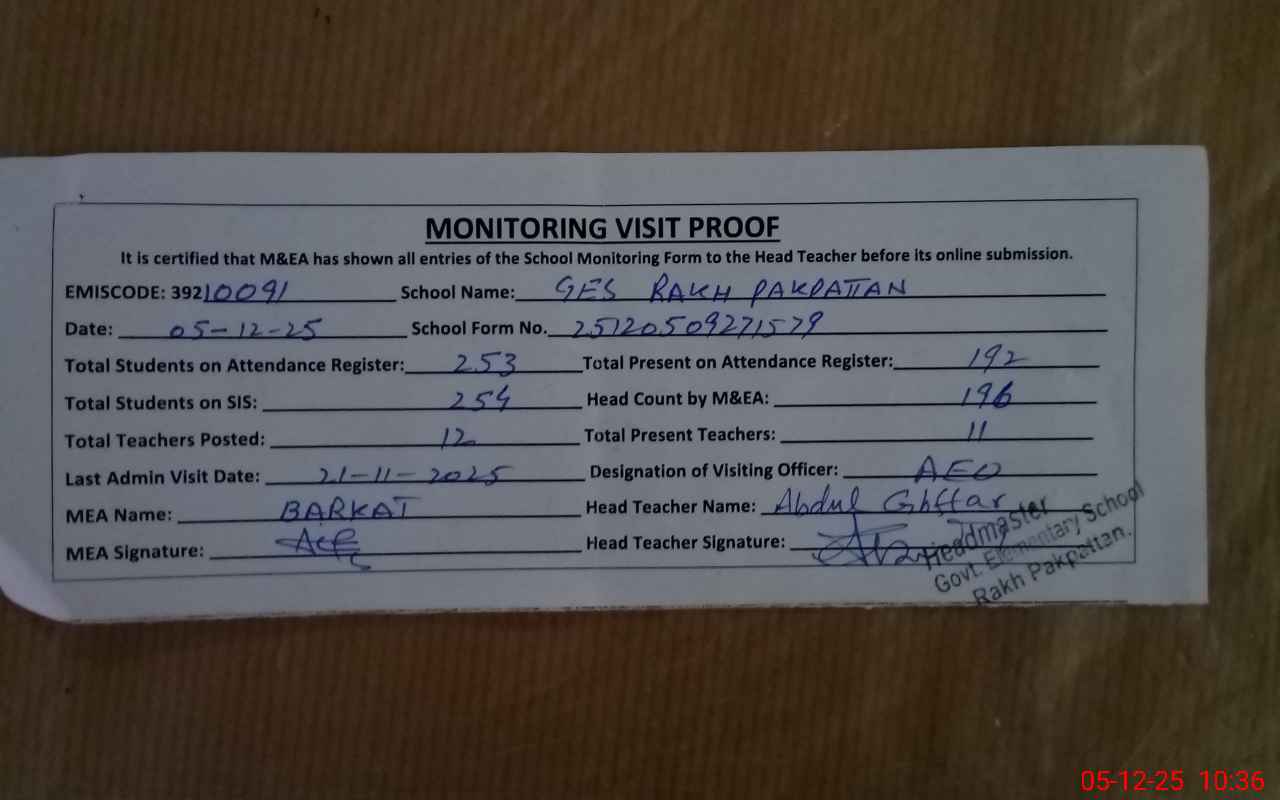 MONITORING VISIT PROOF
It is certified that M&EA has shown all entries of the School Monitoring Form to the Head Teacher before its online submission.
EMISCODE: 39210091 School Name: GES RAKH PAKPATTAN
Date: 05-12-25 School Form No. 25120509271579
Total Students on Attendance Register: 253 Total Present on Attendance Register: 192
Total Students on SIS: 254 Head Count by M&EA: 196
Total Teachers Posted: 12 Total Present Teachers: 11
Last Admin Visit Date: 21-11-2025 Designation of Visiting Officer: AEO
MEA Name: BARKAT Head Teacher Name: Abdul Ghffar
MEA Signature: Head Teacher Signature:
Headmaster
Govt. Elementary School
Rakh Pakpattan.
05-12-25 10:36